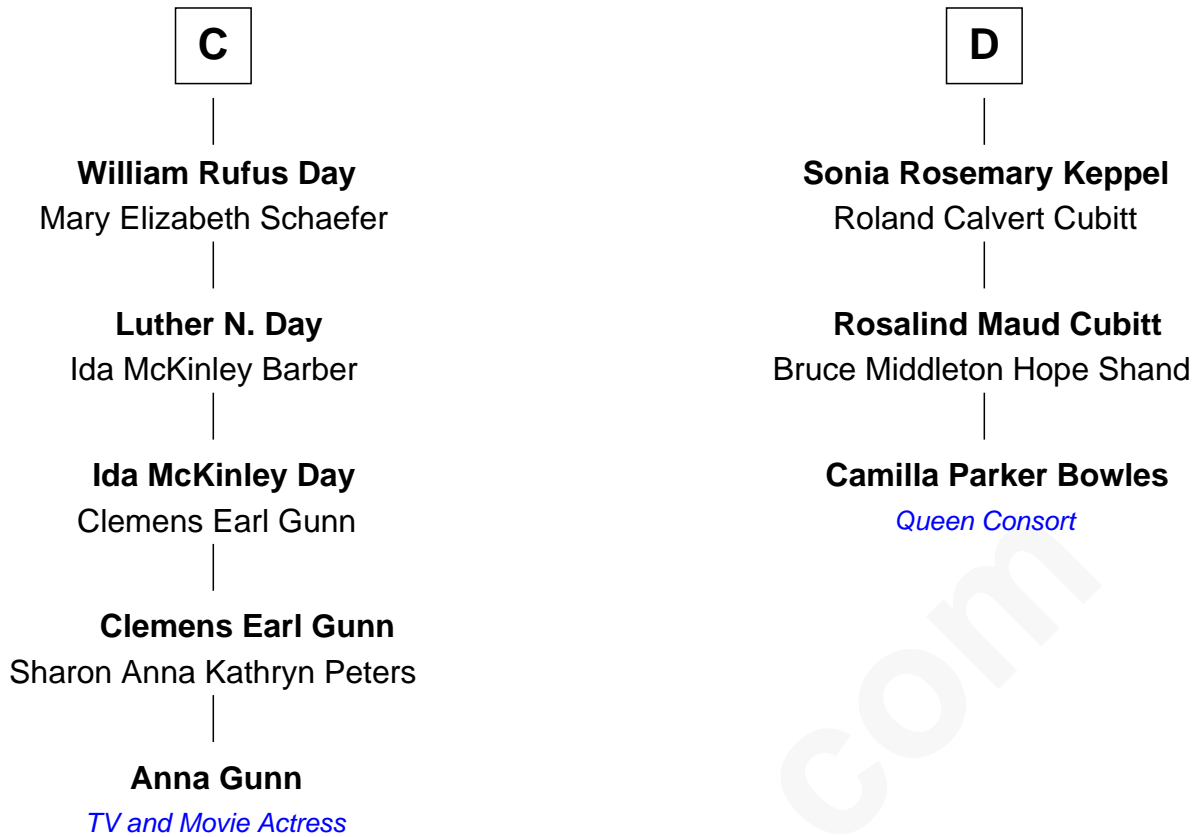 C
William Rufus Day
Mary Elizabeth Schaefer
Luther N. Day
Ida McKinley Barber
Ida McKinley Day
Clemens Earl Gunn
Clemens Earl Gunn
Sharon Anna Kathryn Peters
Anna Gunn
TV and Movie Actress
D
Sonia Rosemary Keppel
Roland Calvert Cubitt
Rosalind Maud Cubitt
Bruce Middleton Hope Shand
Camilla Parker Bowles
Queen Consort
com